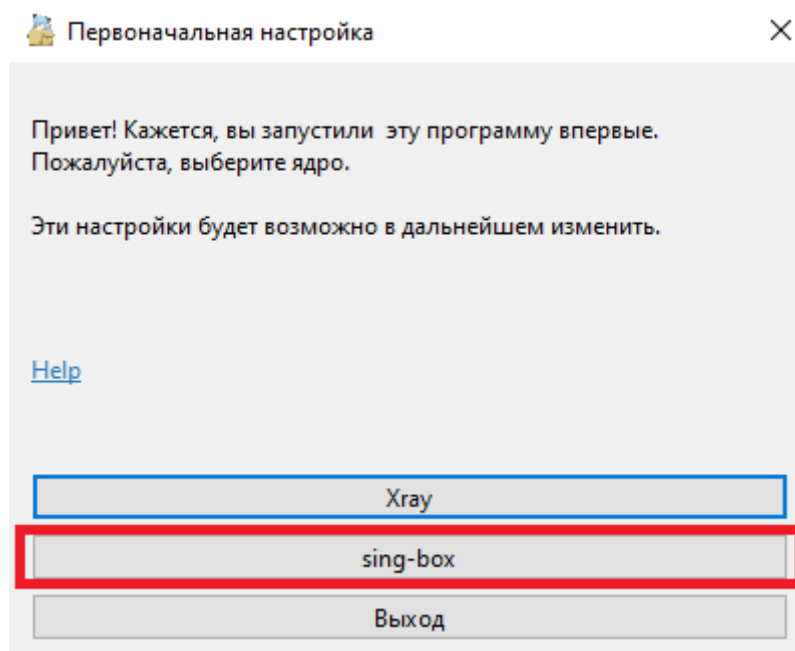 Первоначальная настройка
Привет! Кажется, вы запустили  эту программу впервые.
Пожалуйста, выберите ядро.
Эти настройки будет возможно в дальнейшем изменить.
Help
Xray
sing-box
Выход